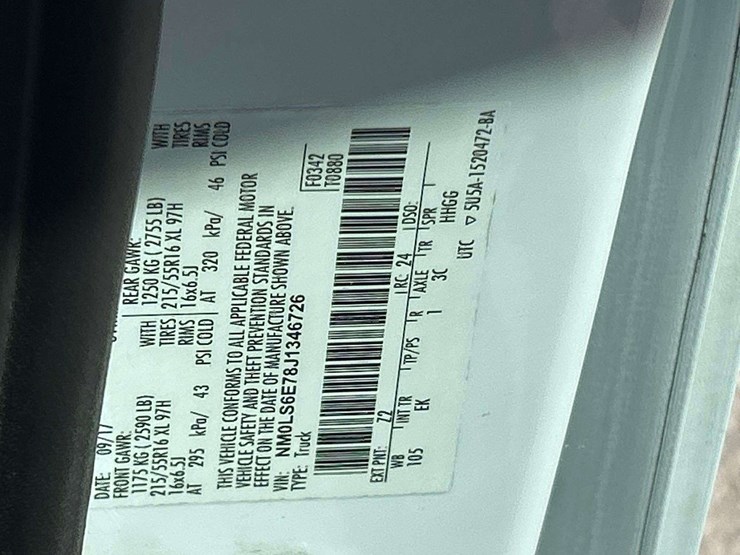 DATE: 09/17
FRONT GAWR: REAR GAWR:
1175 KG ( 2590 LB) WITH 1250 KG ( 2755 LB) WITH
215/55R16 XL 97H TIRES 215/55R16 XL 97H TIRES
16x6.5J RIMS 16x6.5J RIMS
AT 295 kPa/ 43 PSI COLD AT 320 kPa/ 46 PSI COLD
THIS VEHICLE CONFORMS TO ALL APPLICABLE FEDERAL MOTOR
VEHICLE SAFETY AND THEFT PREVENTION STANDARDS IN
EFFECT ON THE DATE OF MANUFACTURE SHOWN ABOVE.
VIN: NM0LS6E78J1346726
TYPE: Truck
F0342
T0880
EXT PNT: Z2 RC: 24 DSO:
WB INT TR TP/PS R AXLE TR SPR
105 EK 1 3C HHGG
UTC ▽ 5U5A-1520472-BA